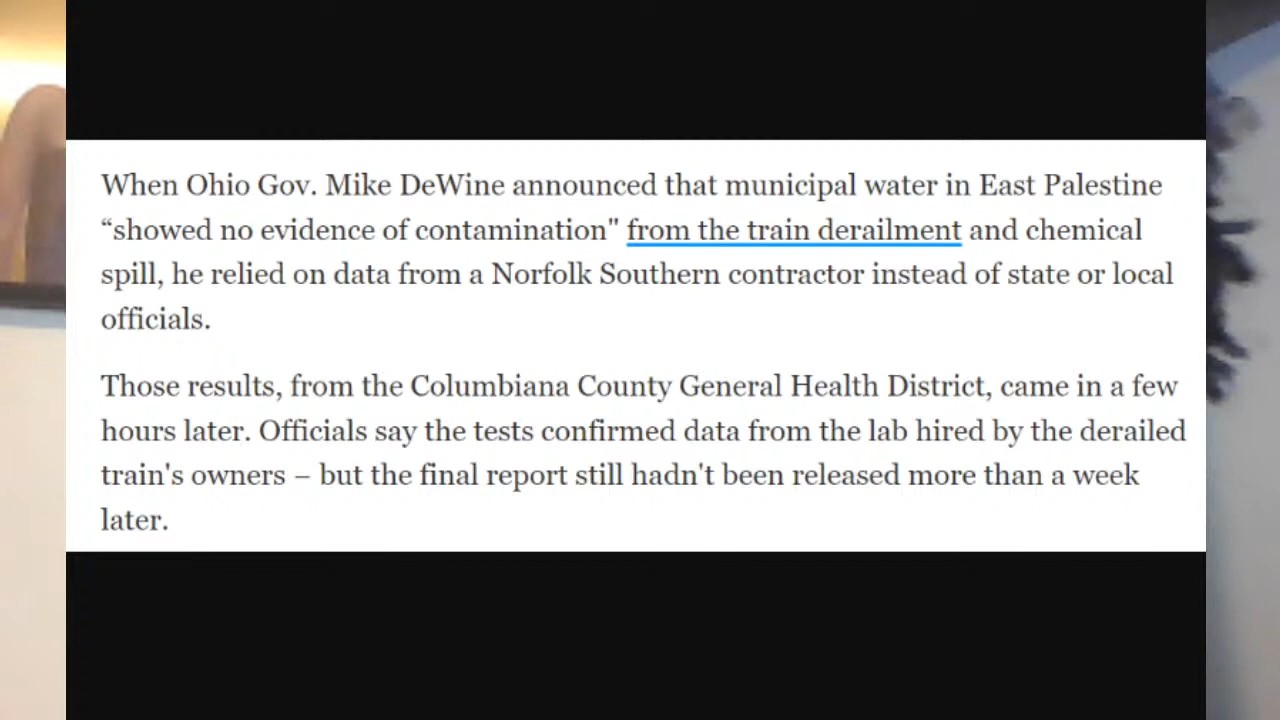 When Ohio Gov. Mike DeWine announced that municipal water in East Palestine
“showed no evidence of contamination" from the train derailment and chemical
spill, he relied on data from a Norfolk Southern contractor instead of state or local
officials.
Those results, from the Columbiana County General Health District, came in a few
hours later. Officials say the tests confirmed data from the lab hired by the derailed
train's owners – but the final report still hadn't been released more than a week
later.